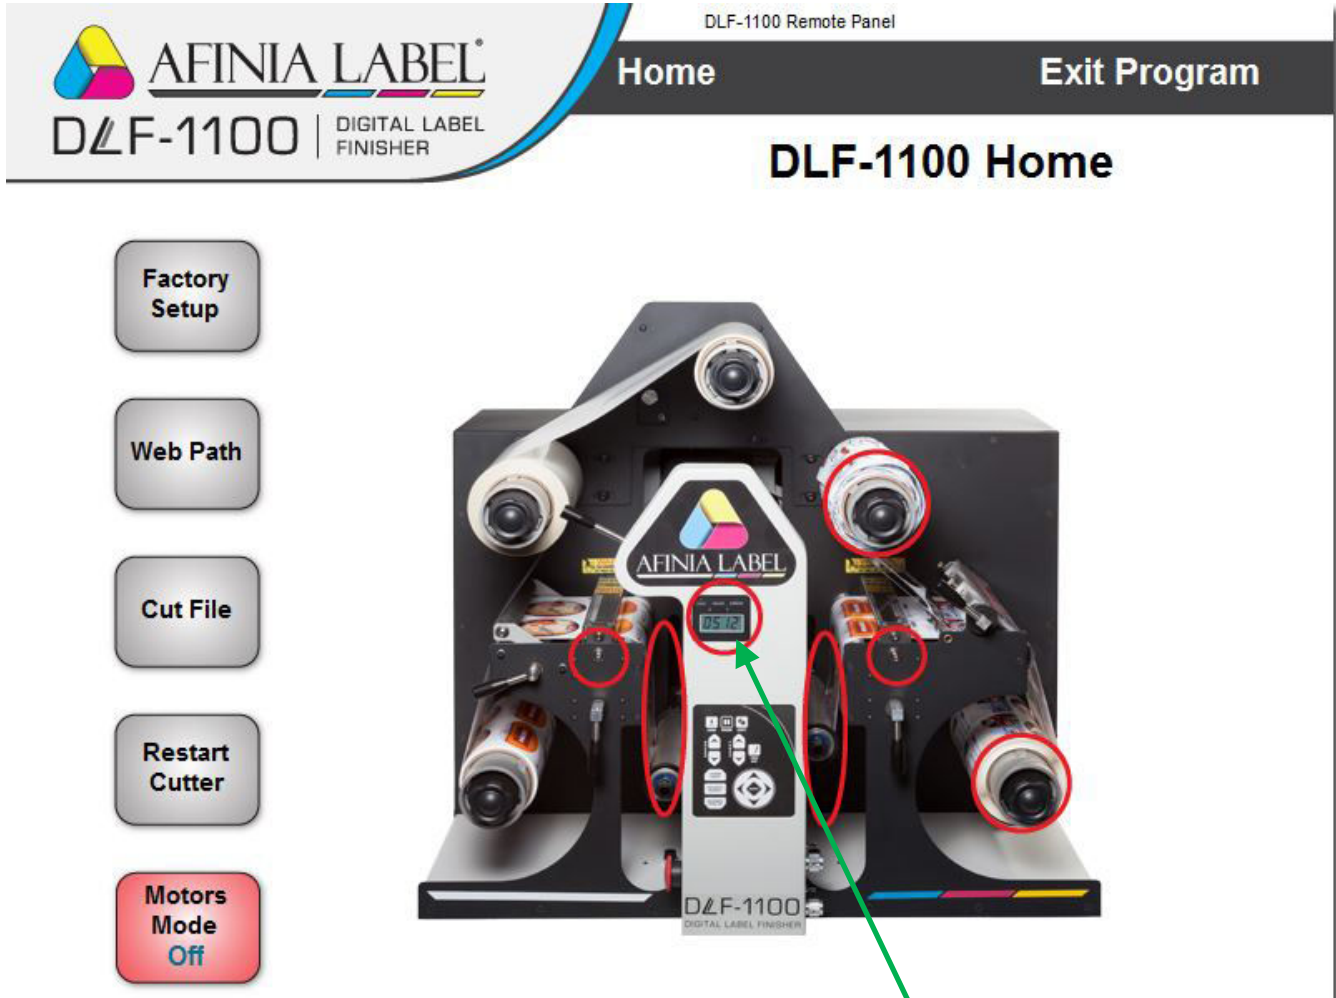 DLF-1100 Remote Panel
AFINIA LABEL®
Home
Exit Program
DLF-1100
DIGITAL LABEL
FINISHER
DLF-1100 Home
Factory
Setup
Web Path
Cut File
Restart
Cutter
Motors
Mode
Off
AFINIA LABEL
0512
DLF-1100
DIGITAL LABEL FINISHER